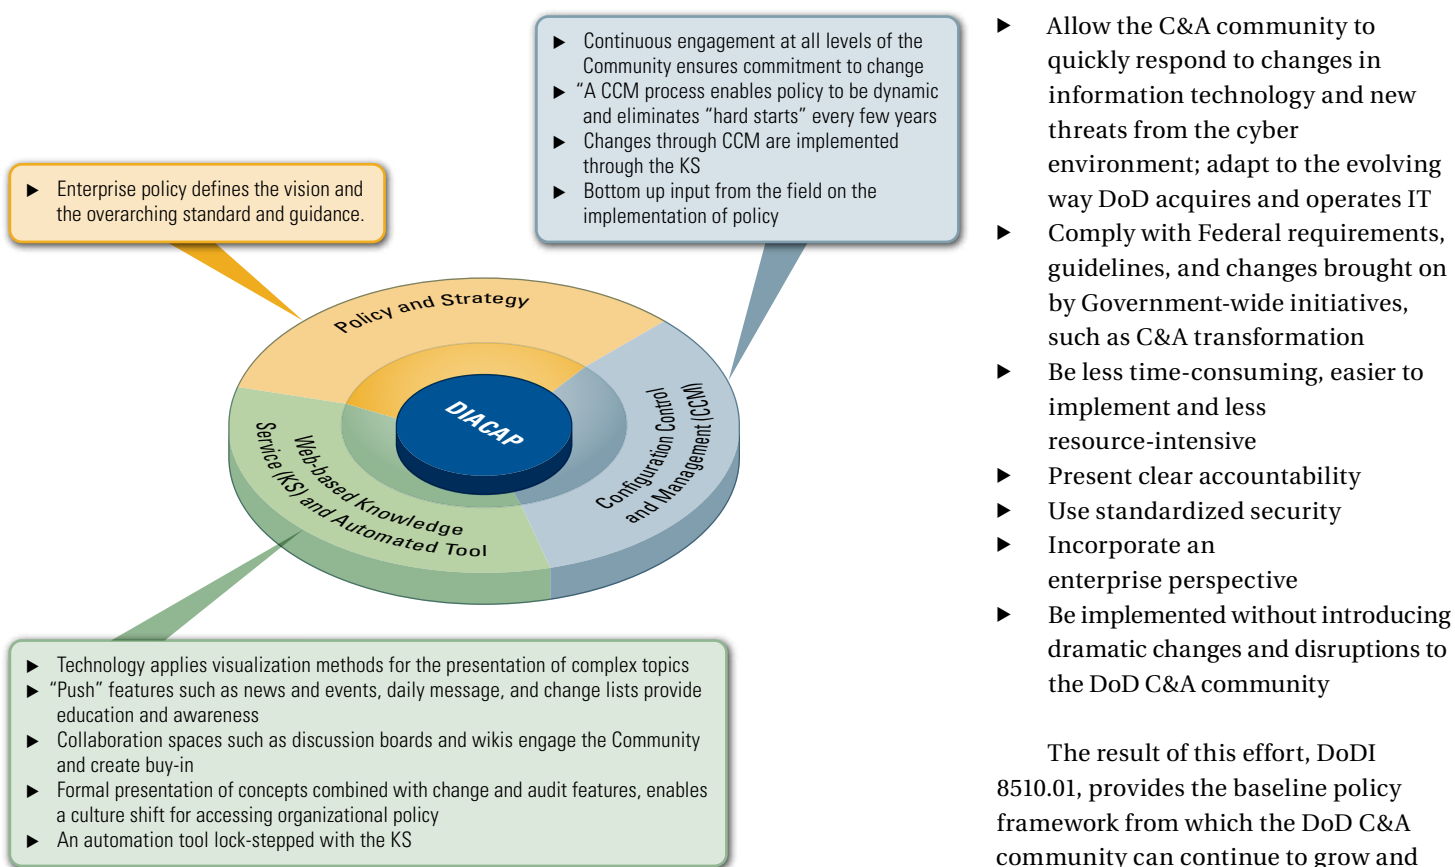 ► Enterprise policy defines the vision and
the overarching standard and guidance.
► Continuous engagement at all levels of the
Community ensures commitment to change
► “A CCM process enables policy to be dynamic
and eliminates “hard starts” every few years
► Changes through CCM are implemented
through the KS
► Bottom up input from the field on the
implementation of policy
Policy and Strategy
DIACAP
Configuration Control
and Management (CCM)
Web-based Knowledge
Service (KS) and Automated Tool
► Technology applies visualization methods for the presentation of complex topics
► “Push” features such as news and events, daily message, and change lists provide
education and awareness
► Collaboration spaces such as discussion boards and wikis engage the Community
and create buy-in
► Formal presentation of concepts combined with change and audit features, enables
a culture shift for accessing organizational policy
► An automation tool lock-stepped with the KS
► Allow the C&A community to
quickly respond to changes in
information technology and new
threats from the cyber
environment; adapt to the evolving
way DoD acquires and operates IT
► Comply with Federal requirements,
guidelines, and changes brought on
by Government-wide initiatives,
such as C&A transformation
► Be less time-consuming, easier to
implement and less
resource-intensive
► Present clear accountability
► Use standardized security
► Incorporate an
enterprise perspective
► Be implemented without introducing
dramatic changes and disruptions to
the DoD C&A community
The result of this effort, DoDI
8510.01, provides the baseline policy
framework from which the DoD C&A
community can continue to grow and